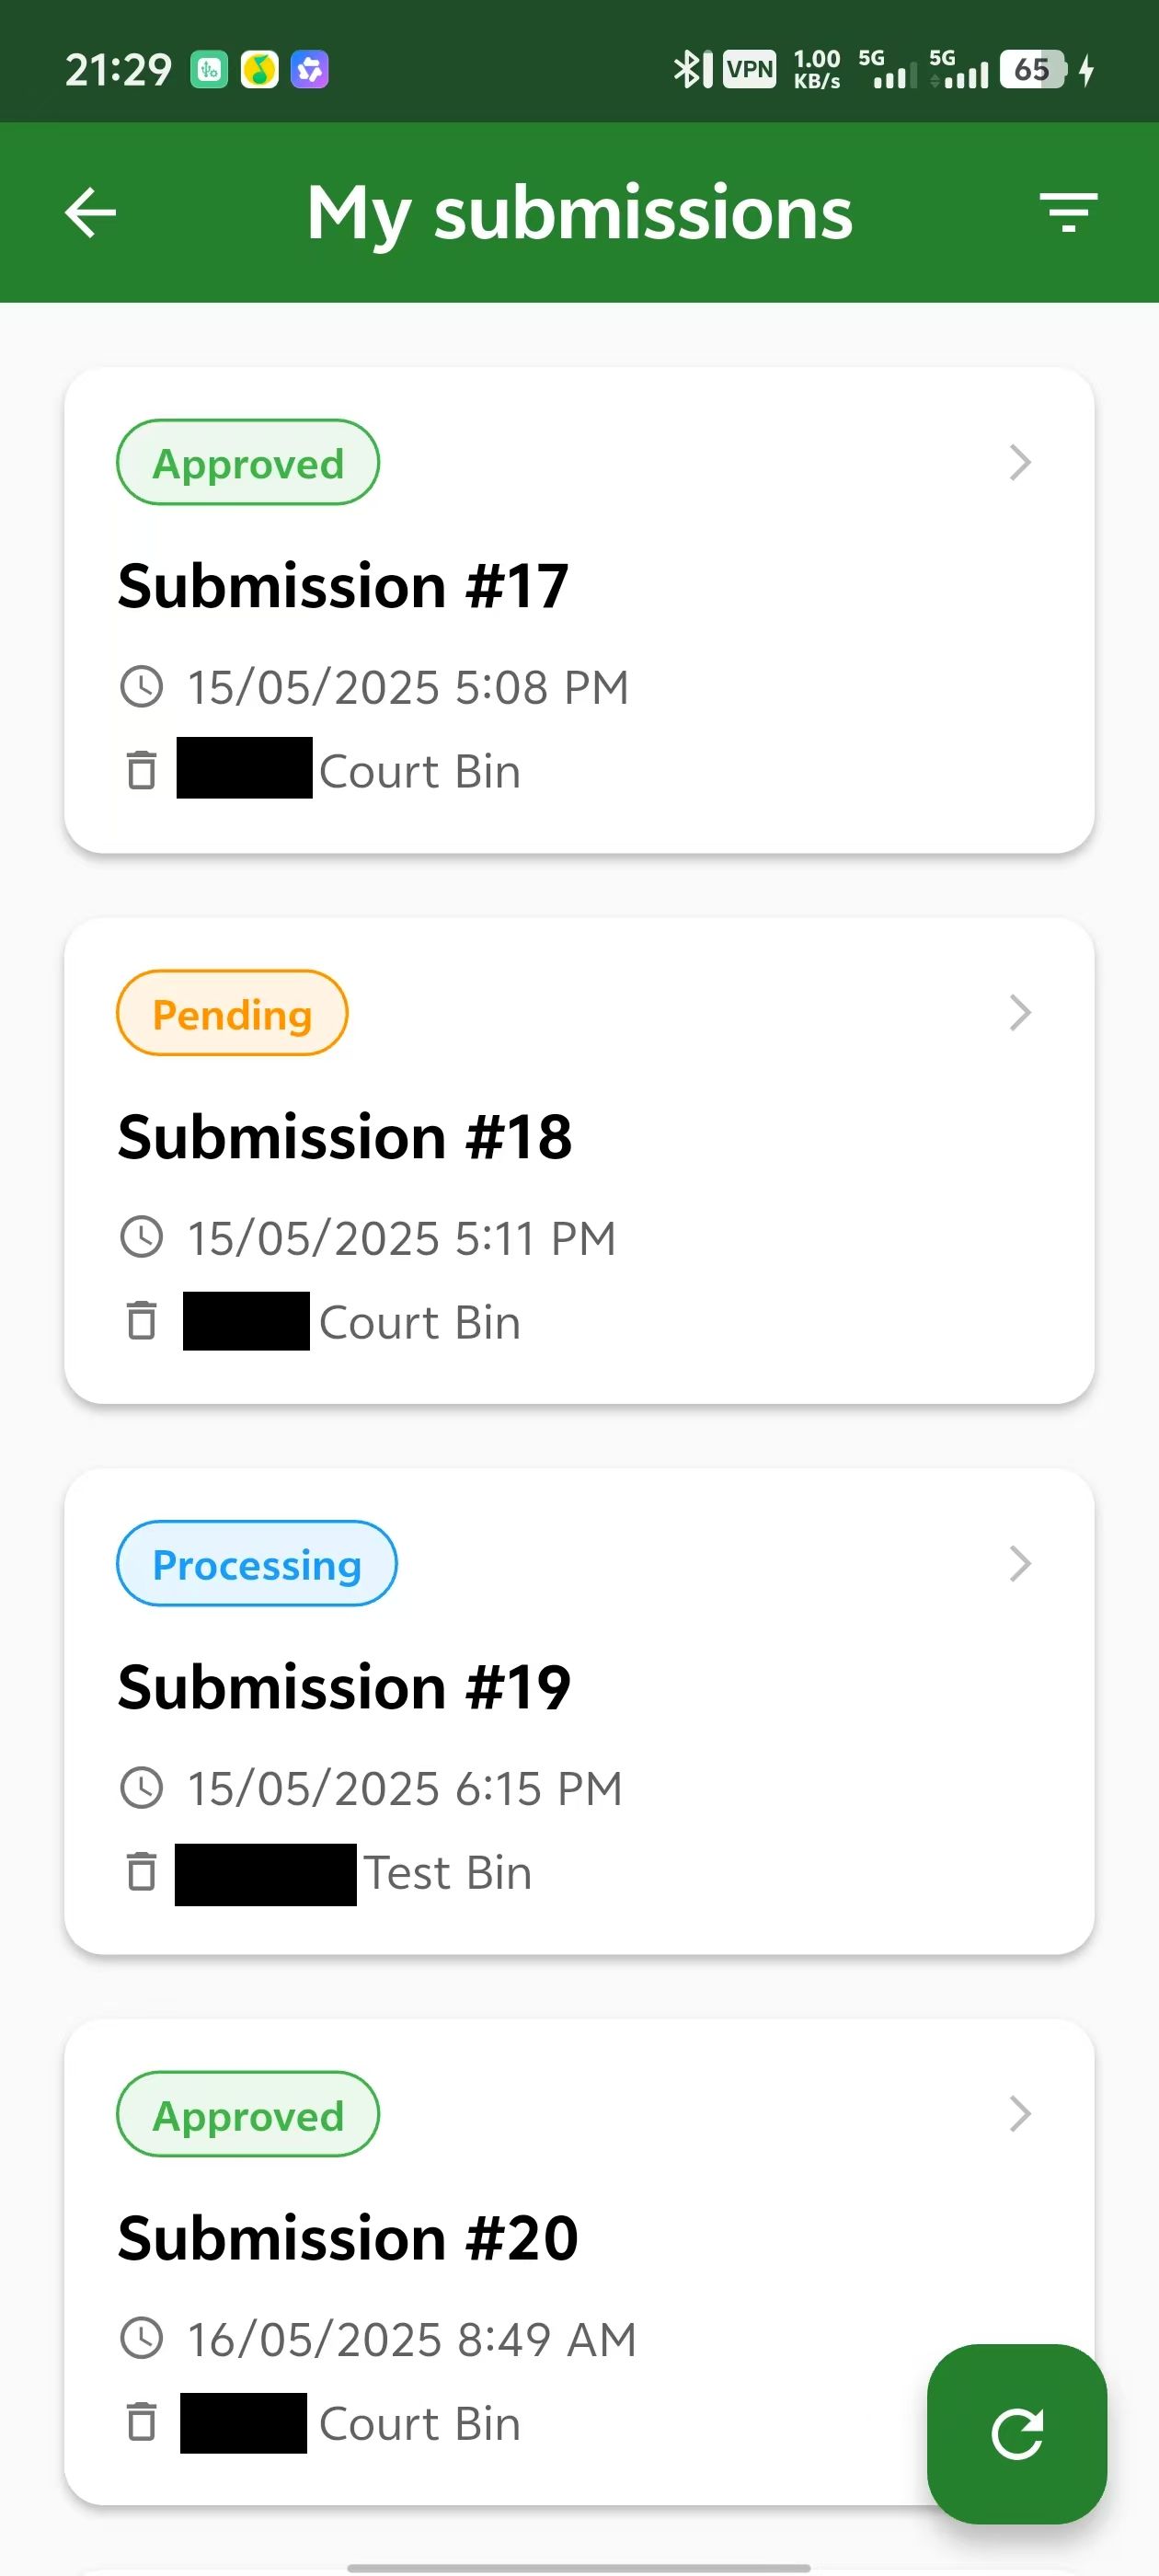 21:29 VPN 1.00 KB/s 5G 5G 65
My submissions
Approved
Submission #17
15/05/2025 5:08 PM
Court Bin
Pending
Submission #18
15/05/2025 5:11 PM
Court Bin
Processing
Submission #19
15/05/2025 6:15 PM
Test Bin
Approved
Submission #20
16/05/2025 8:49 AM
Court Bin